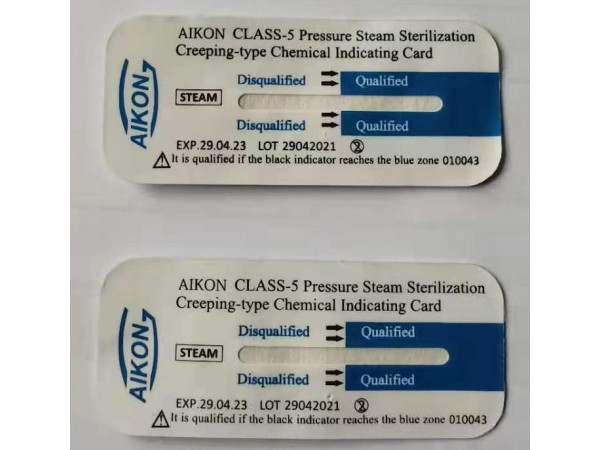 AIKON CLASS-5 Pressure Steam Sterilization
Creeping-type Chemical Indicating Card
Disqualified Qualified
AIKON
STEAM
Disqualified Qualified
EXP.29.04.23 LOT 29042021 ②
It is qualified if the black indicator reaches the blue zone 010043
AIKON CLASS-5 Pressure Steam Sterilization
Creeping-type Chemical Indicating Card
Disqualified Qualified
AIKON
STEAM
Disqualified Qualified
EXP.29.04.23 LOT 29042021 ②
It is qualified if the black indicator reaches the blue zone 010043